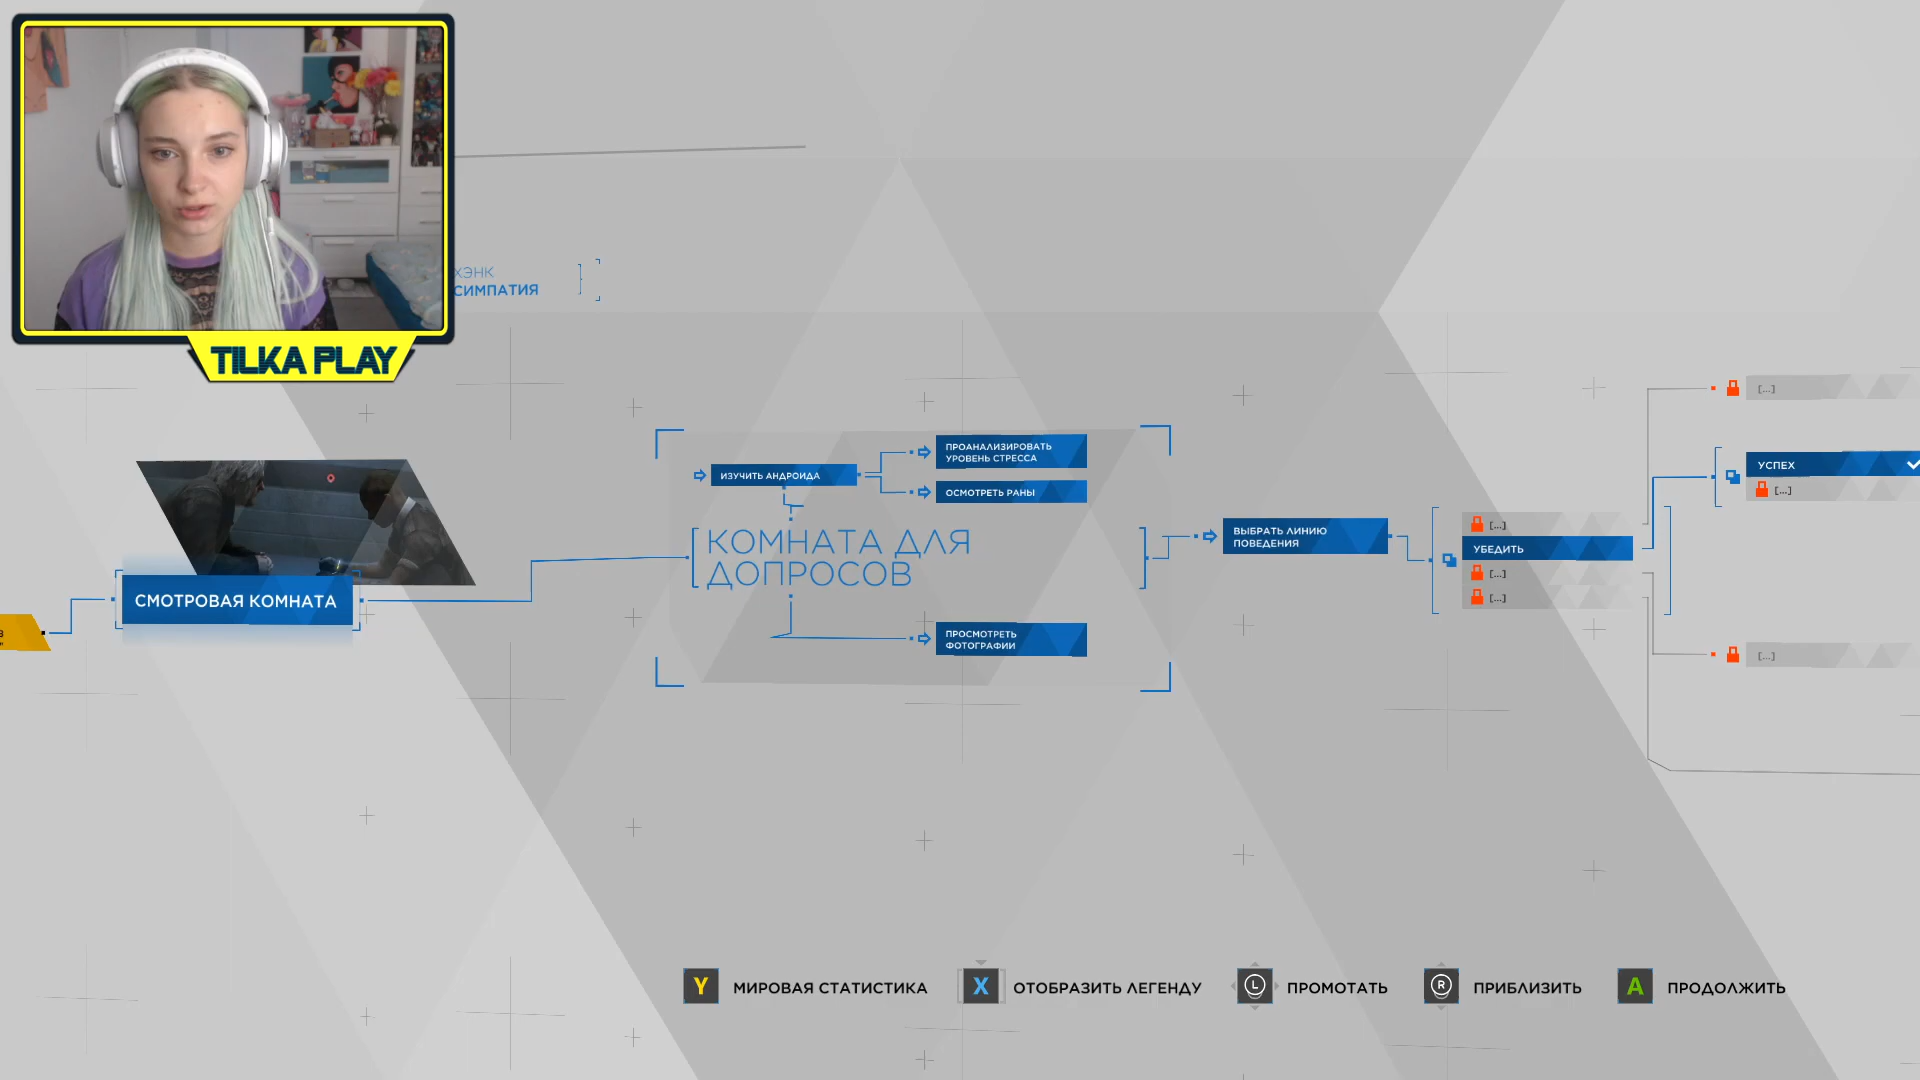 TILKA PLAY
ХЭНК
СИМПАТИЯ
СМОТРОВАЯ КОМНАТА
ИЗУЧИТЬ АНДРОИДА
ПРОАНАЛИЗИРОВАТЬ
УРОВЕНЬ СТРЕССА
ОСМОТРЕТЬ РАНЫ
КОМНАТА ДЛЯ
ДОПРОСОВ
ПРОСМОТРЕТЬ
ФОТОГРАФИИ
ВЫБРАТЬ ЛИНИЮ
ПОВЕДЕНИЯ
[...]
УБЕДИТЬ
[...]
[...]
[...]
УСПЕХ
[...]
[...]
Y МИРОВАЯ СТАТИСТИКА
X ОТОБРАЗИТЬ ЛЕГЕНДУ
L ПРОМОТАТЬ
R ПРИБЛИЗИТЬ
A ПРОДОЛЖИТЬ